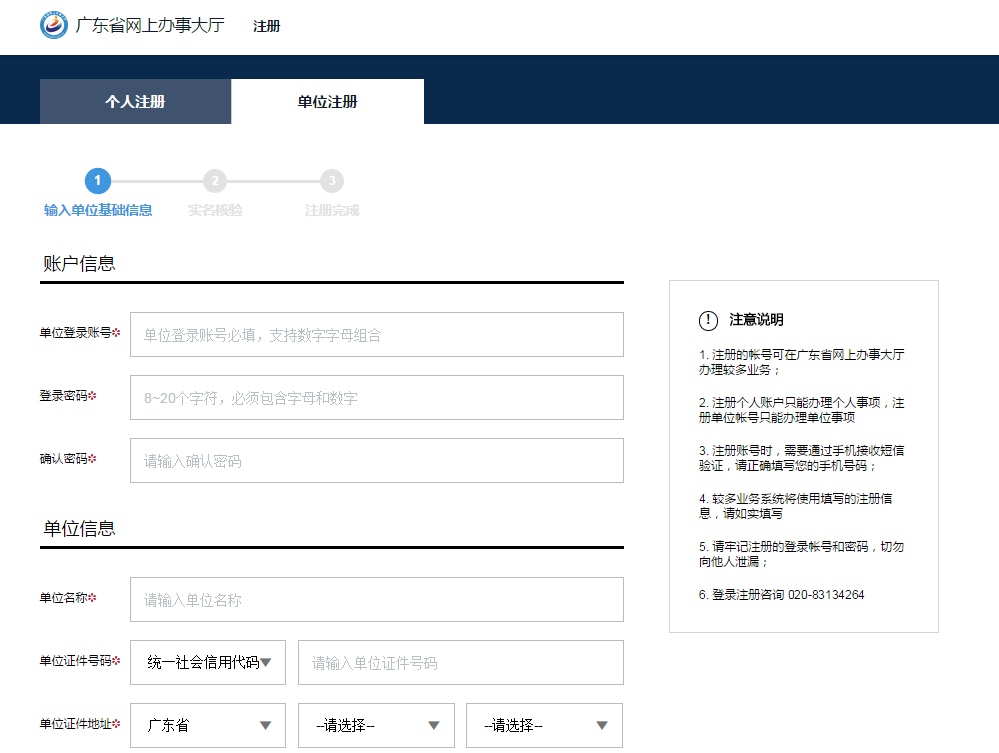 广东省网上办事大厅 注册
个人注册 单位注册
1 2 3
输入单位基础信息 实名核验 注册完成
账户信息
单位登录账号* 单位登录账号必填，支持数字字母组合
登录密码* 8~20个字符，必须包含字母和数字
确认密码* 请输入确认密码
单位信息
单位名称* 请输入单位名称
单位证件号码* 统一社会信用代码 请输入单位证件号码
单位证件地址* 广东省 --请选择-- --请选择--
! 注意说明
1. 注册的帐号可在广东省网上办事大厅
办理较多业务；
2. 注册个人账户只能办理个人事项，注
册单位帐号只能办理单位事项
3. 注册账号时，需要通过手机接收短信
验证，请正确填写您的手机号码；
4. 较多业务系统将使用填写的注册信
息，请如实填写
5. 请牢记注册的登录帐号和密码，切勿
向他人泄漏；
6. 登录注册咨询 020-83134264